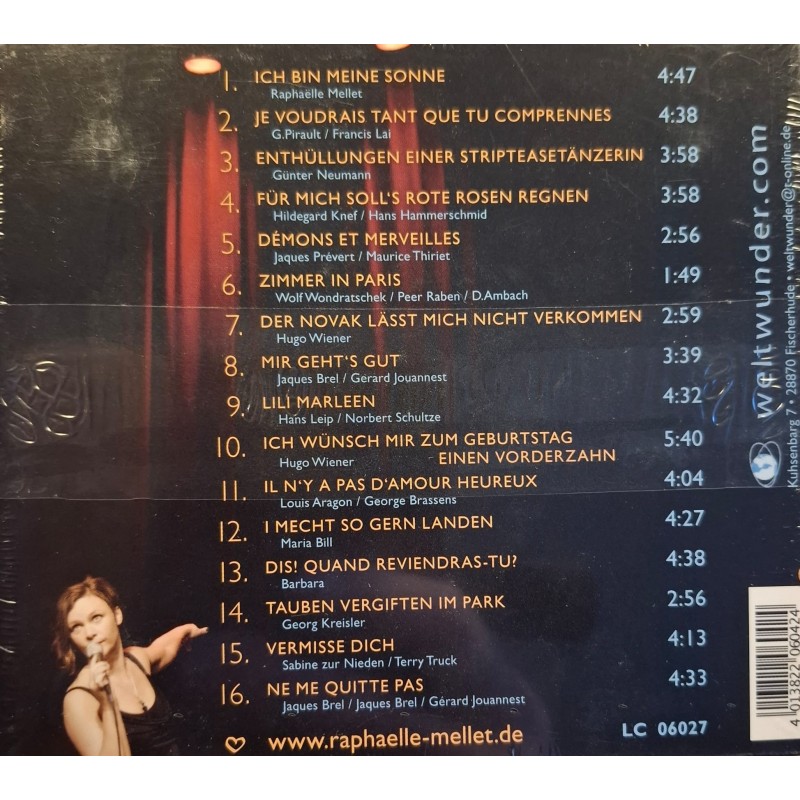 1. ICH BIN MEINE SONNE 4:47
Raphaëlle Mellet
2. JE VOUDRAIS TANT QUE TU COMPRENNES 4:38
G.Pirault / Francis Lai
3. ENTHÜLLUNGEN EINER STRIPTEASETÄNZERIN 3:58
Günter Neumann
4. FÜR MICH SOLL'S ROTE ROSEN REGNEN 3:58
Hildegard Knef / Hans Hammerschmid
5. DÉMONS ET MERVEILLES 2:56
Jaques Prévert / Maurice Thiriet
6. ZIMMER IN PARIS 1:49
Wolf Wondratschek / Peer Raben / D.Ambach
7. DER NOVAK LÄSST MICH NICHT VERKOMMEN 2:59
Hugo Wiener
8. MIR GEHT'S GUT 3:39
Jaques Brel / Gerard Jouannest
9. LILI MARLEEN 4:32
Hans Leip / Norbert Schultze
10. ICH WÜNSCH MIR ZUM GEBURTSTAG 5:40
Hugo Wiener EINEN VORDERZAHN
11. IL N'Y A PAS D'AMOUR HEUREUX 4:04
Louis Aragon / George Brassens
12. I MECHT SO GERN LANDEN 4:27
Maria Bill
13. DIS! QUAND REVIENDRAS-TU? 4:38
Barbara
14. TAUBEN VERGIFTEN IM PARK 2:56
Georg Kreisler
15. VERMISSE DICH 4:13
Sabine zur Nieden / Terry Truck
16. NE ME QUITTE PAS 4:33
Jaques Brel / Jaques Brel / Gérard Jouannest
www.raphaelle-mellet.de LC 06027
weltwunder.com
Kuhsenbarg 7 • 28870 Fischerhude • weltwunder@t-online.de
4 013822 060424